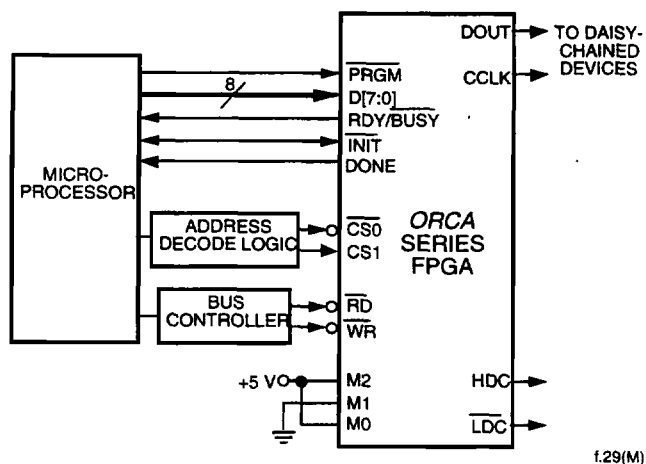 DOUT
TO DAISY-
CHAINED
DEVICES
CCLK
MICRO-
PROCESSOR
8
PRGM
D[7:0]
RDY/BUSY
INIT
DONE
ADDRESS
DECODE LOGIC
CS0
CS1
ORCA
SERIES
FPGA
BUS
CONTROLLER
RD
WR
+5 V
M2
M1
M0
HDC
LDC
f.29(M)